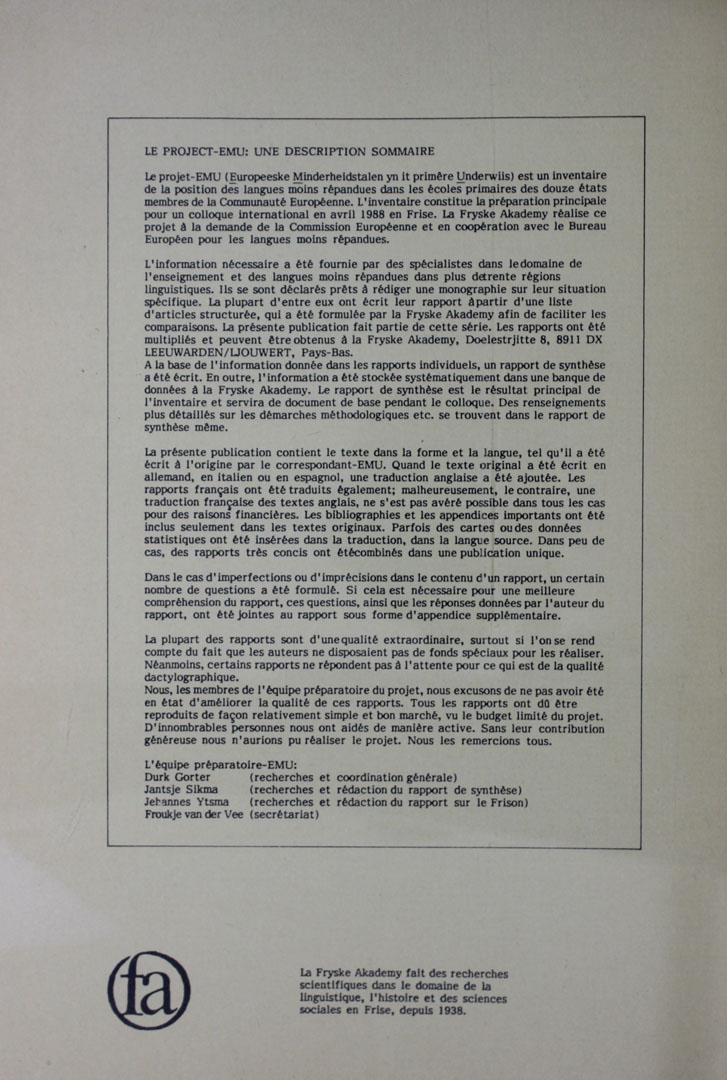 LE PROJECT-EMU: UNE DESCRIPTION SOMMAIRE
Le projet-EMU (Europeeske Minderheidstalen yn it primêre Underwiis) est un inventaire
de la position des langues moins répandues dans les écoles primaires des douze états
membres de la Communauté Européenne. L'inventaire constitue la préparation principale
pour un colloque international en avril 1988 en Frise. La Fryske Akademy réalise ce
projet à la demande de la Commission Européenne et en coopération avec le Bureau
Européen pour les langues moins répandues.
L'information nécessaire a été fournie par des spécialistes dans ledomaine de
l'enseignement et des langues moins répandues dans plus detrente régions
linguistiques. Ils se sont déclarés prêts à rédiger une monographie sur leur situation
spécifique. La plupart d'entre eux ont écrit leur rapport àpartir d'une liste
d'articles structurée, qui a été formulée par la Fryske Akademy afin de faciliter les
comparaisons. La présente publication fait partie de cette série. Les rapports ont été
multipliés et peuvent être obtenus à la Fryske Akademy, Doelestrjitte 8, 8911 DX
LEEUWARDEN/LJOUWERT, Pays-Bas.
A la base de l'information donnée dans les rapports individuels, un rapport de synthèse
a été écrit. En outre, l'information a été stockée systématiquement dans une banque de
données à la Fryske Akademy. Le rapport de synthèse est le résultat principal de
l'inventaire et servira de document de base pendant le colloque. Des renseignements
plus détaillés sur les démarches méthodologiques etc. se trouvent dans le rapport de
synthèse même.
La présente publication contient le texte dans la forme et la langue, tel qu'il a été
écrit à l'origine par le correspondant-EMU. Quand le texte original a été écrit en
allemand, en italien ou en espagnol, une traduction anglaise a été ajoutée. Les
rapports français ont été traduits également; malheureusement, le contraire, une
traduction française des textes anglais, ne s'est pas avéré possible dans tous les cas
pour des raisons financières. Les bibliographies et les appendices importants ont été
inclus seulement dans les textes originaux. Parfois des cartes ou des données
statistiques ont été insérées dans la traduction, dans la langue source. Dans peu de
cas, des rapports très concis ont étécombinés dans une publication unique.
Dans le cas d'imperfections ou d'imprécisions dans le contenu d'un rapport, un certain
nombre de questions a été formulé. Si cela est nécessaire pour une meilleure
compréhension du rapport, ces questions, ainsi que les réponses données par l'auteur du
rapport, ont été jointes au rapport sous forme d'appendice supplémentaire.
La plupart des rapports sont d'unequalité extraordinaire, surtout si l'on se rend
compte du fait que les auteurs ne disposaient pas de fonds spéciaux pour les réaliser.
Néanmoins, certains rapports ne répondent pas à l'attente pour ce qui est de la qualité
dactylographique.
Nous, les membres de l'équipe préparatoire du projet, nous excusons de ne pas avoir été
en état d'améliorer la qualité de ces rapports. Tous les rapports ont dû être
reproduits de façon relativement simple et bon marché, vu le budget limité du projet.
D'innombrables personnes nous ont aidés de manière active. Sans leur contribution
généreuse nous n'aurions pu réaliser le projet. Nous les remercions tous.
L'équipe préparatoire-EMU:
Durk Gorter (recherches et coordination générale)
Jantsje Sikma (recherches et rédaction du rapport de synthèse)
Jehannes Ytsma (recherches et rédaction du rapport sur le Frison)
Froukje van der Vee (secrétariat)
fa
La Fryske Akademy fait des recherches
scientifiques dans le domaine de la
linguistique, l'histoire et des sciences
sociales en Frise, depuis 1938.